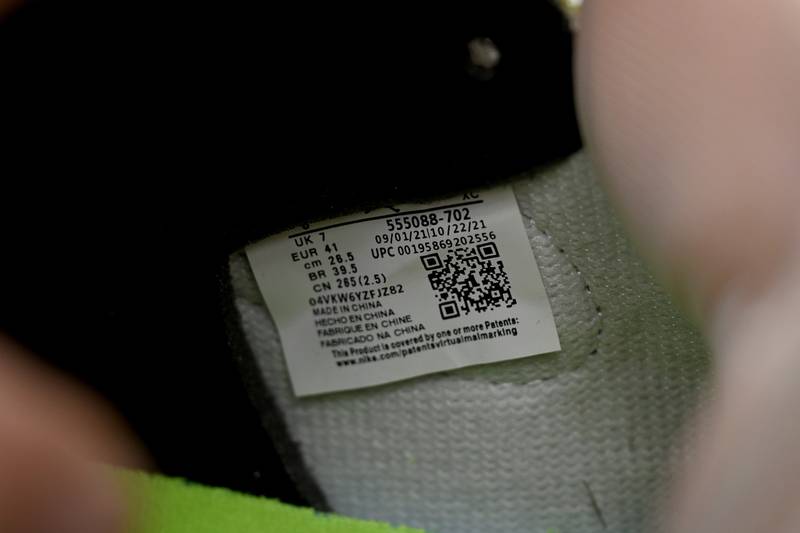 XC
555088-702
UK 7
09/01/21|10/22/21
EUR 41
UPC 00195869202556
cm 26.5
BR 39.5
CN 265(2.5)
04VKW6YZFJZ82
MADE IN CHINA
HECHO EN CHINA
FABRIQUE EN CHINE
FABRICADO NA CHINA
This Product is covered by one or more Patents:
www.nike.com/patentsvirtualmalmarking